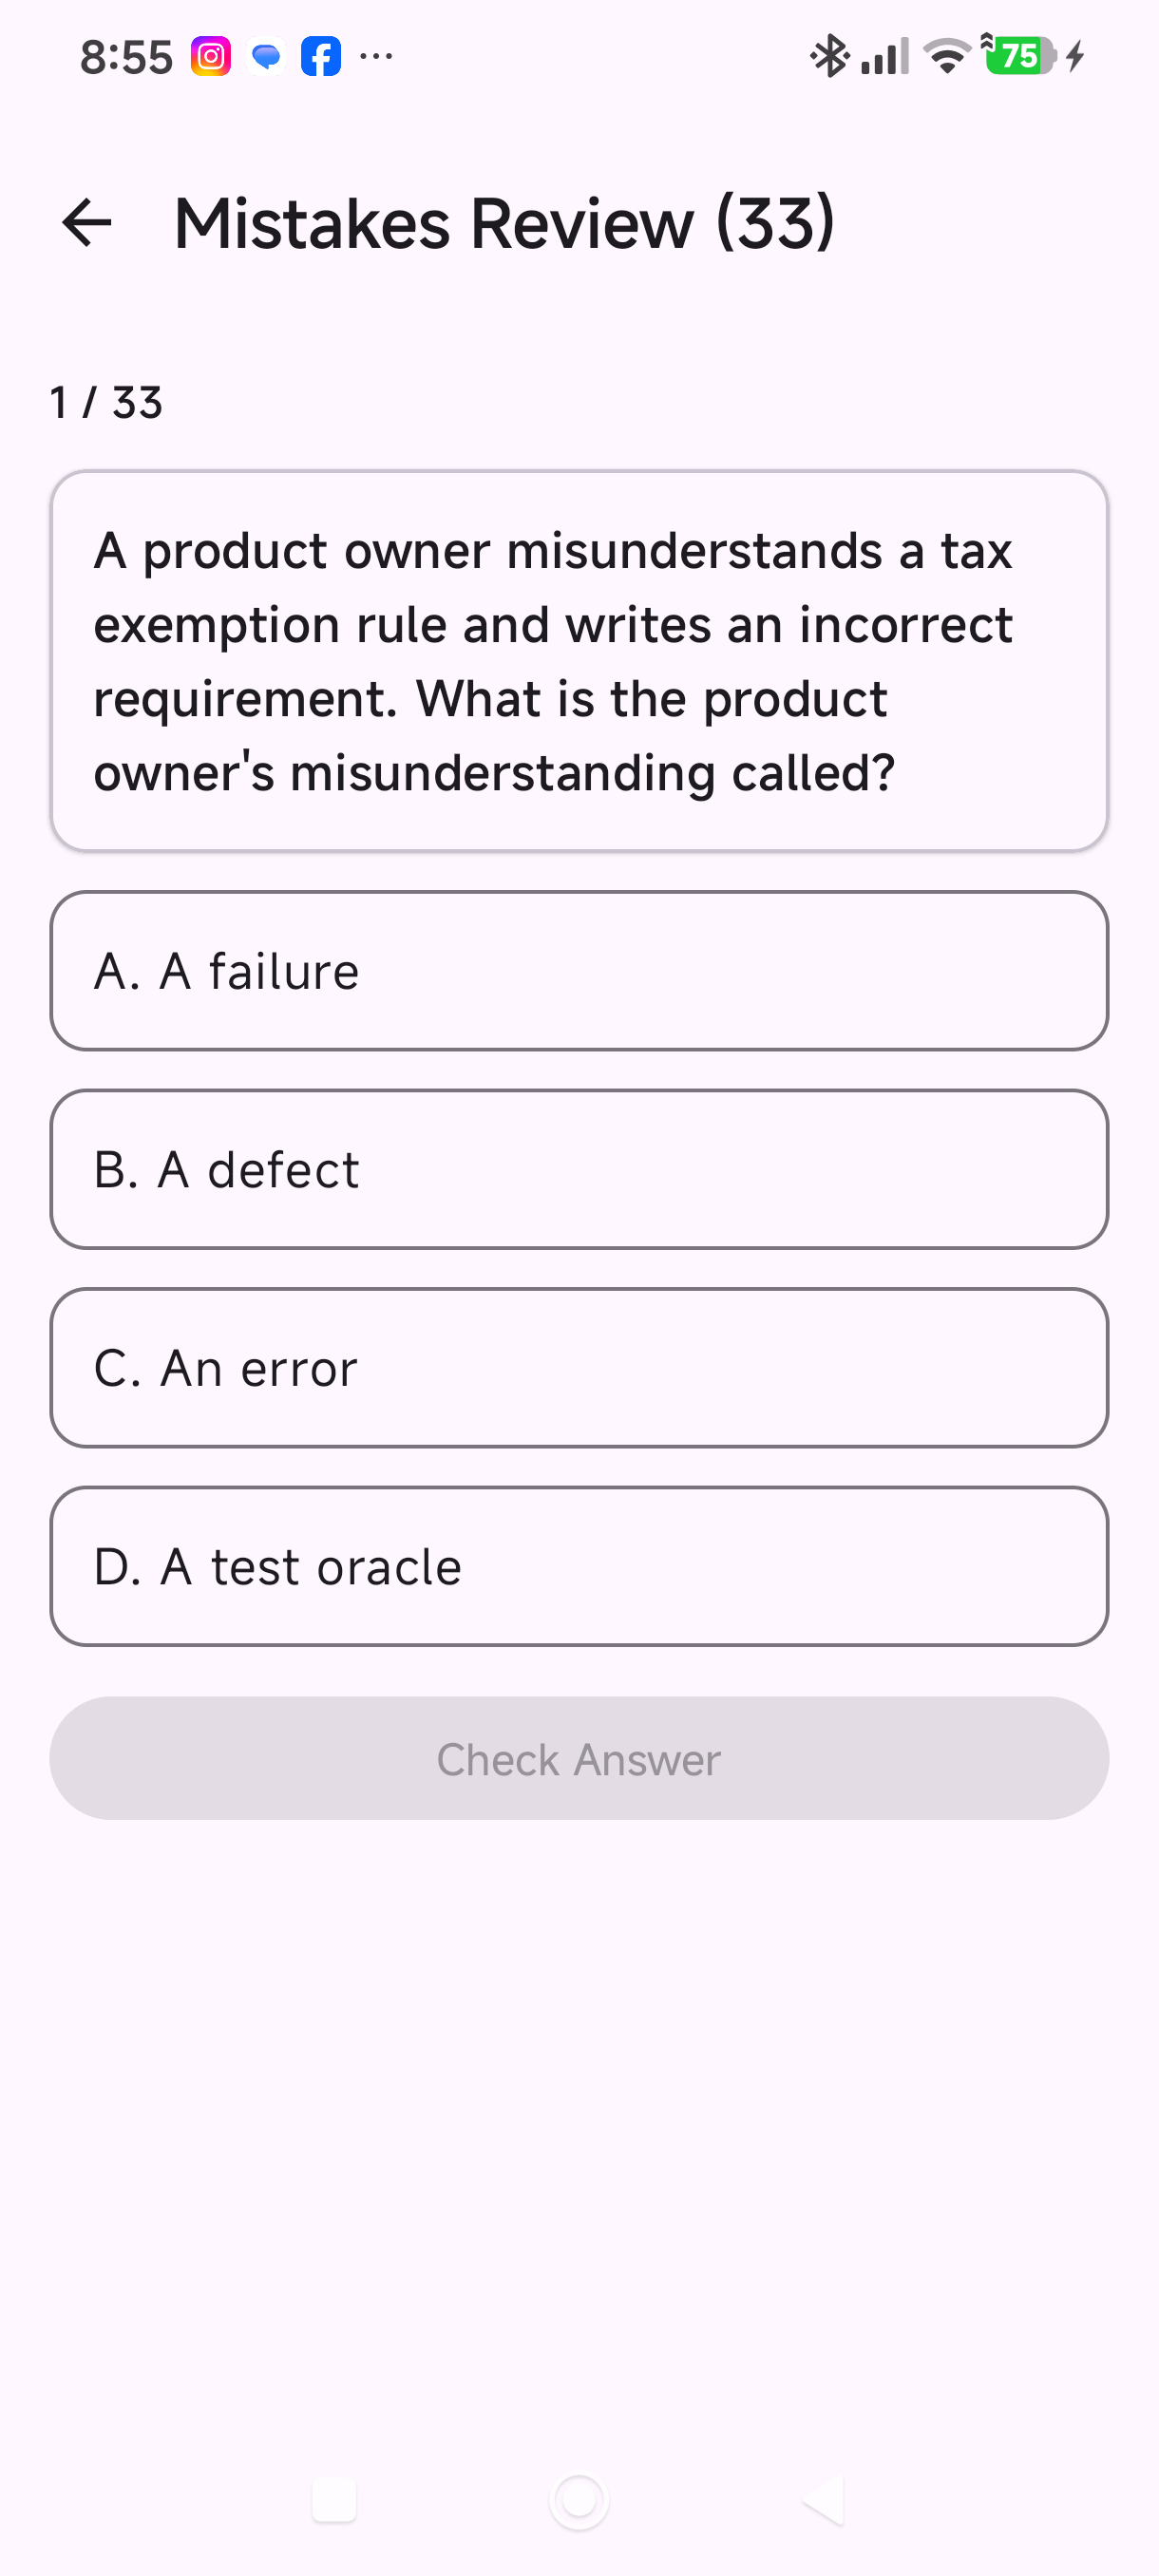 8:55
75
Mistakes Review (33)
1 / 33
A product owner misunderstands a tax
exemption rule and writes an incorrect
requirement. What is the product
owner's misunderstanding called?
A. A failure
B. A defect
C. An error
D. A test oracle
Check Answer